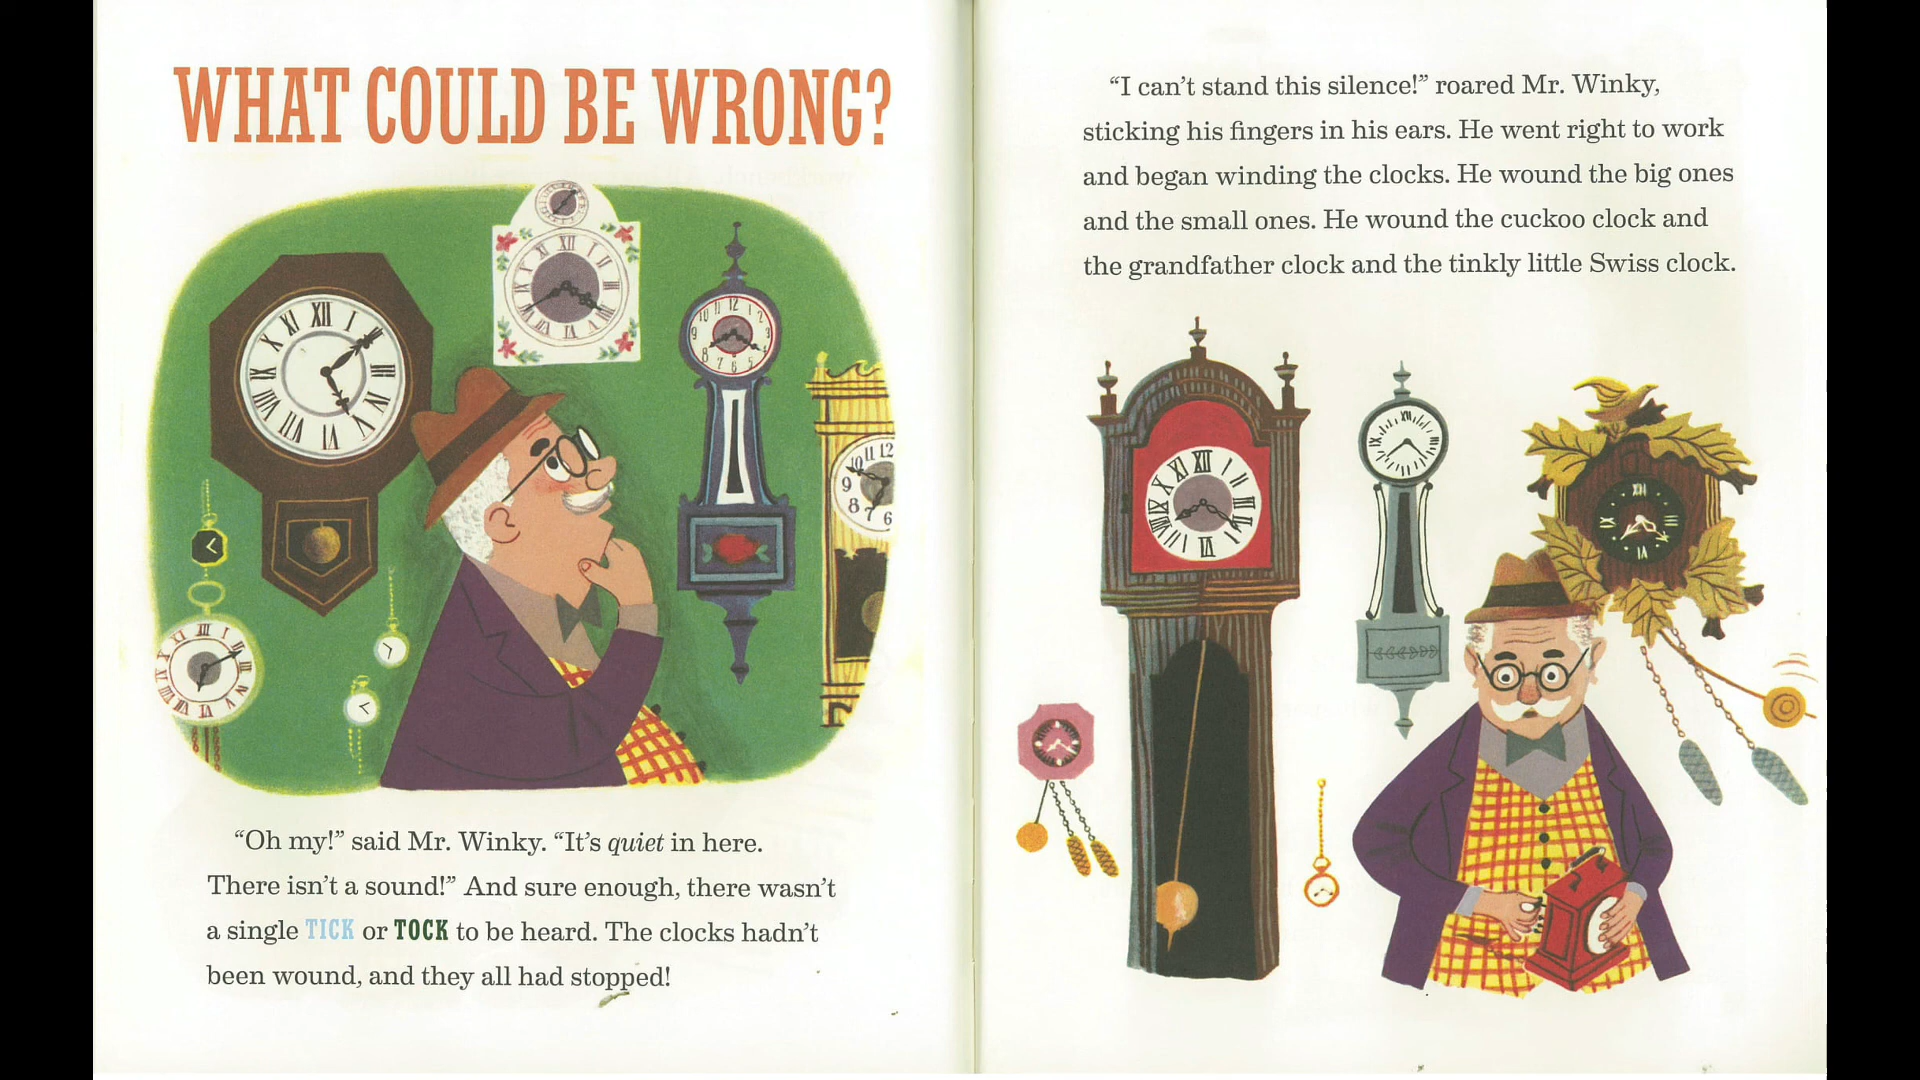 WHAT COULD BE WRONG?
“Oh my!” said Mr. Winky. “It’s quiet in here.
There isn’t a sound!” And sure enough, there wasn’t
a single TICK or TOCK to be heard. The clocks hadn’t
been wound, and they all had stopped!
“I can’t stand this silence!” roared Mr. Winky,
sticking his fingers in his ears. He went right to work
and began winding the clocks. He wound the big ones
and the small ones. He wound the cuckoo clock and
the grandfather clock and the tinkly little Swiss clock.